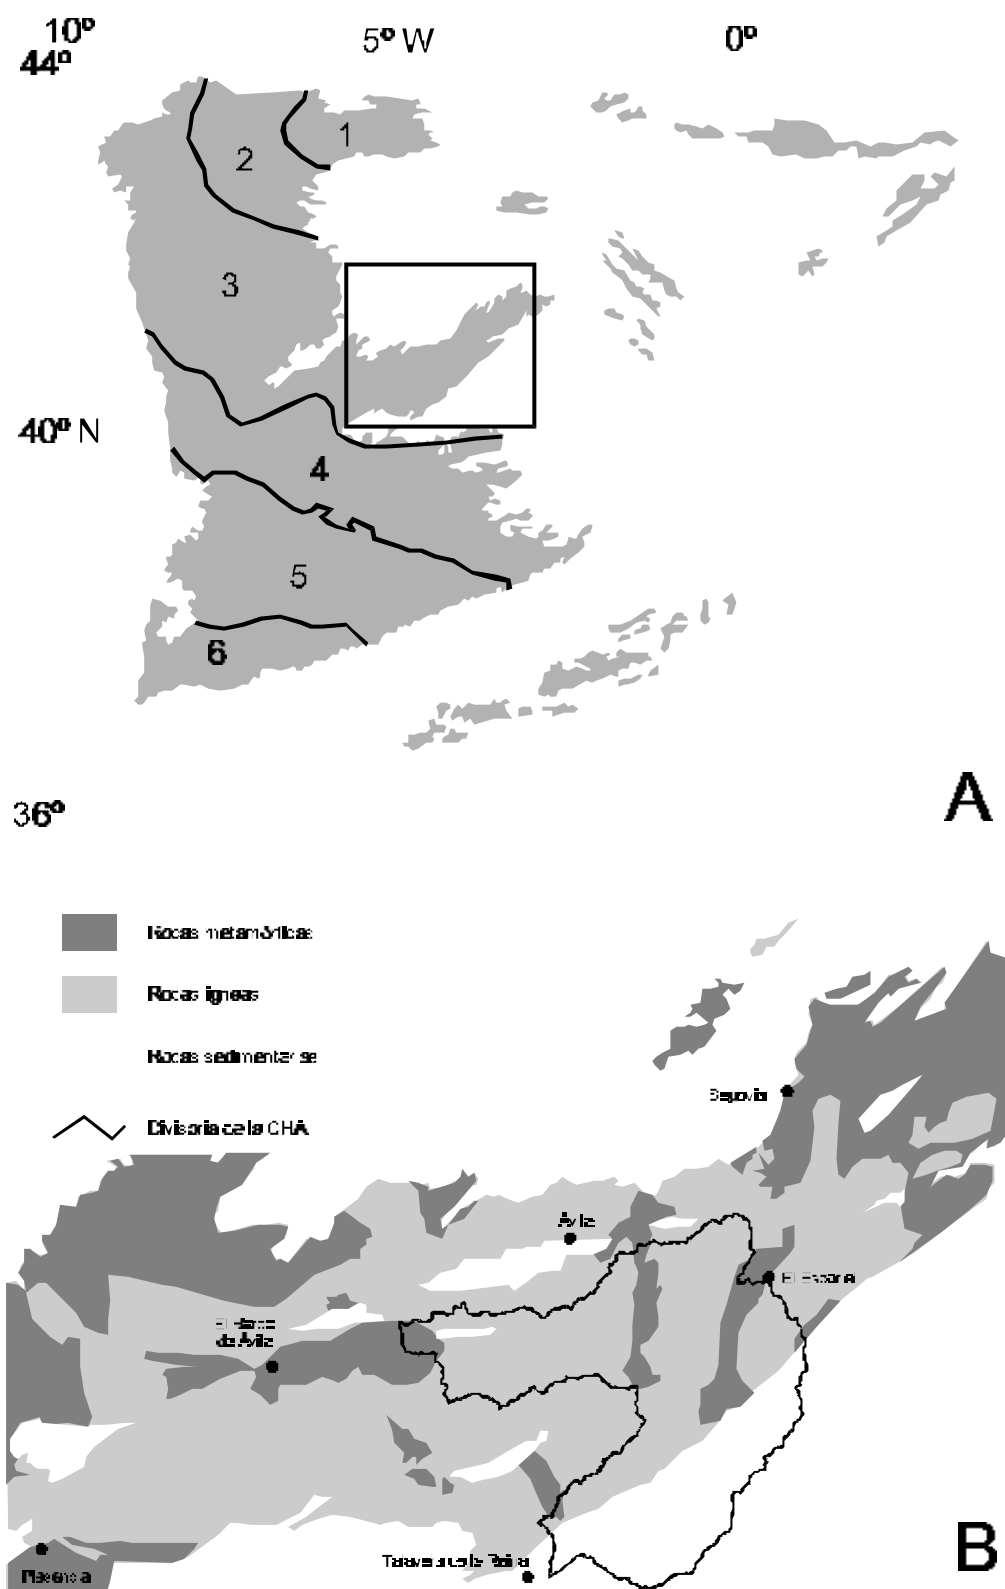 10º
44º
5º W
0º
1
2
3
40º N
4
5
6
36º
A
Rocas metamórficas
Rocas ígneas
Rocas sedimentarias
Divisoria de la CHA
Segovia
Ávila
El Escorial
El Barco
de Ávila
Talavera de la Reina
Plasencia
B